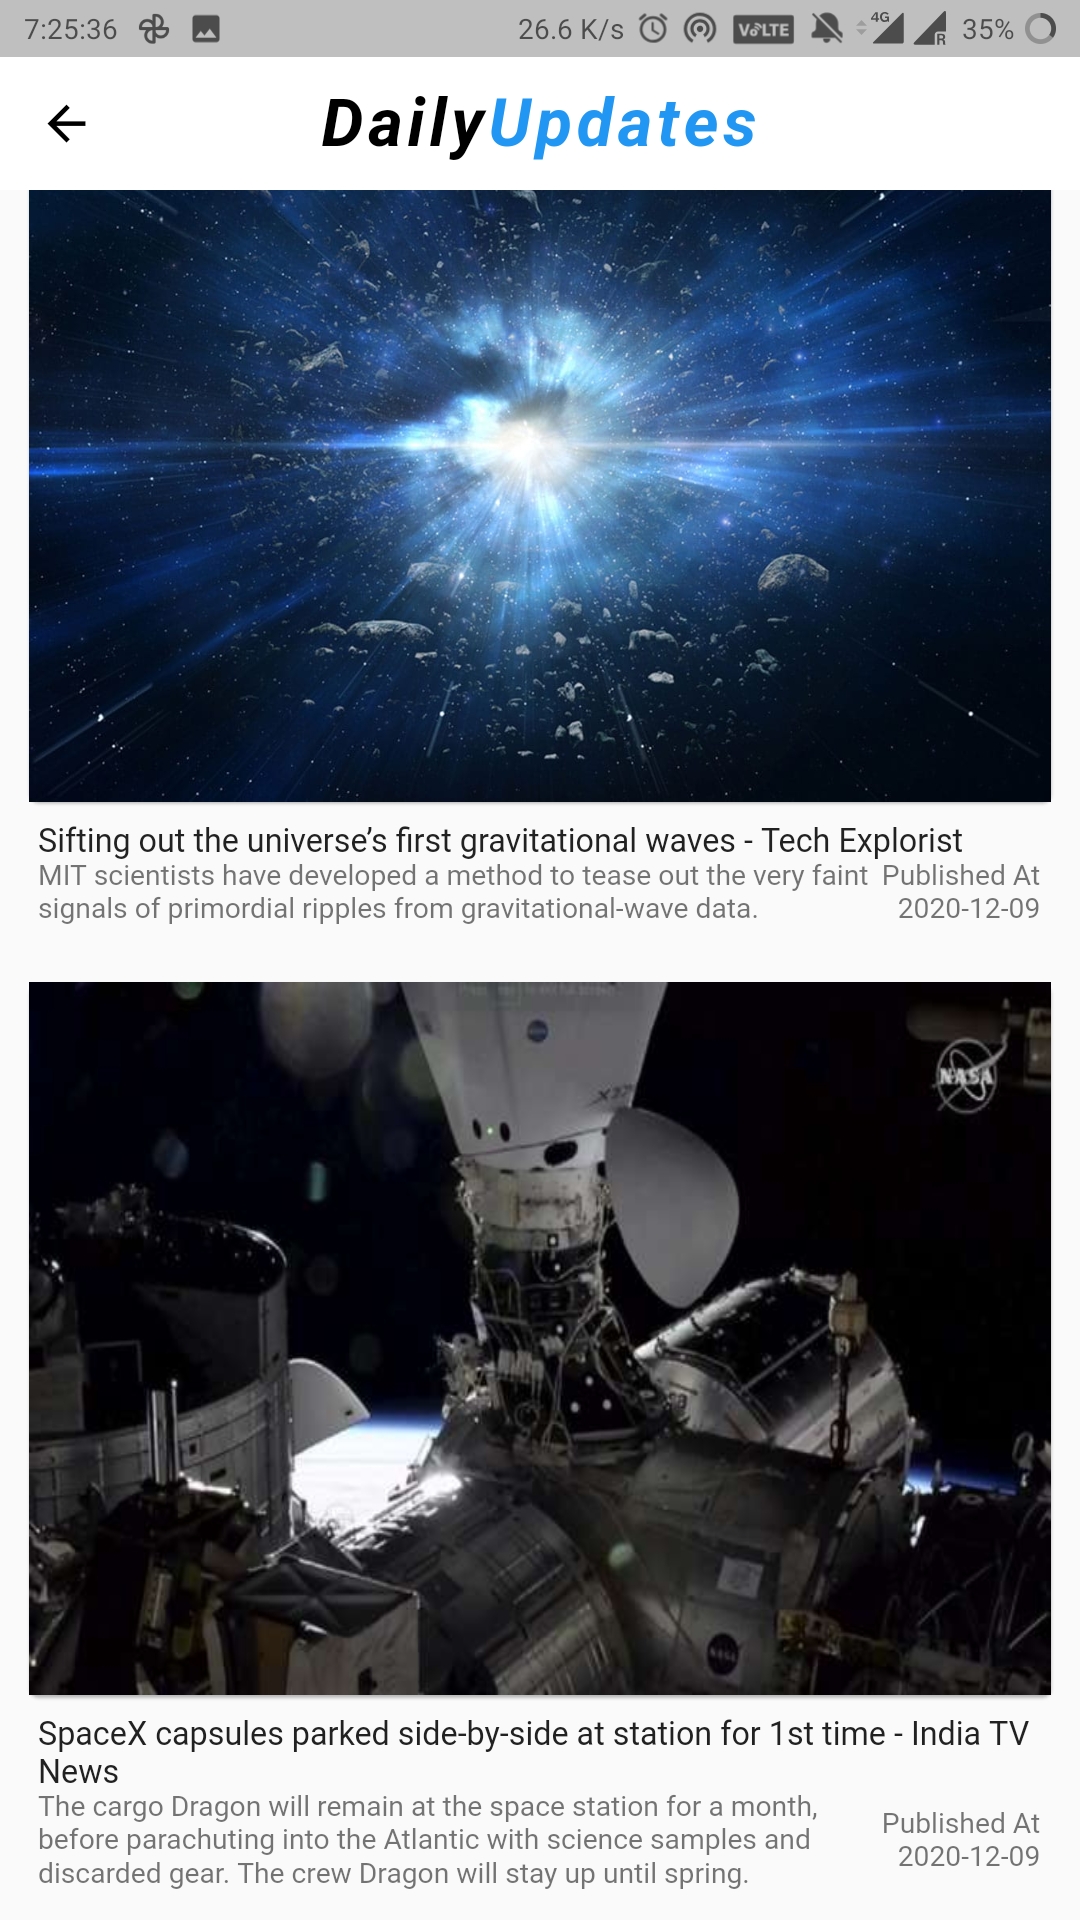 7:25:36 26.6 K/s VoLTE 4G R 35%
DailyUpdates
Sifting out the universe’s first gravitational waves - Tech Explorist
MIT scientists have developed a method to tease out the very faint
signals of primordial ripples from gravitational-wave data.
Published At
2020-12-09
NASA
SpaceX capsules parked side-by-side at station for 1st time - India TV
News
The cargo Dragon will remain at the space station for a month,
before parachuting into the Atlantic with science samples and
discarded gear. The crew Dragon will stay up until spring.
Published At
2020-12-09